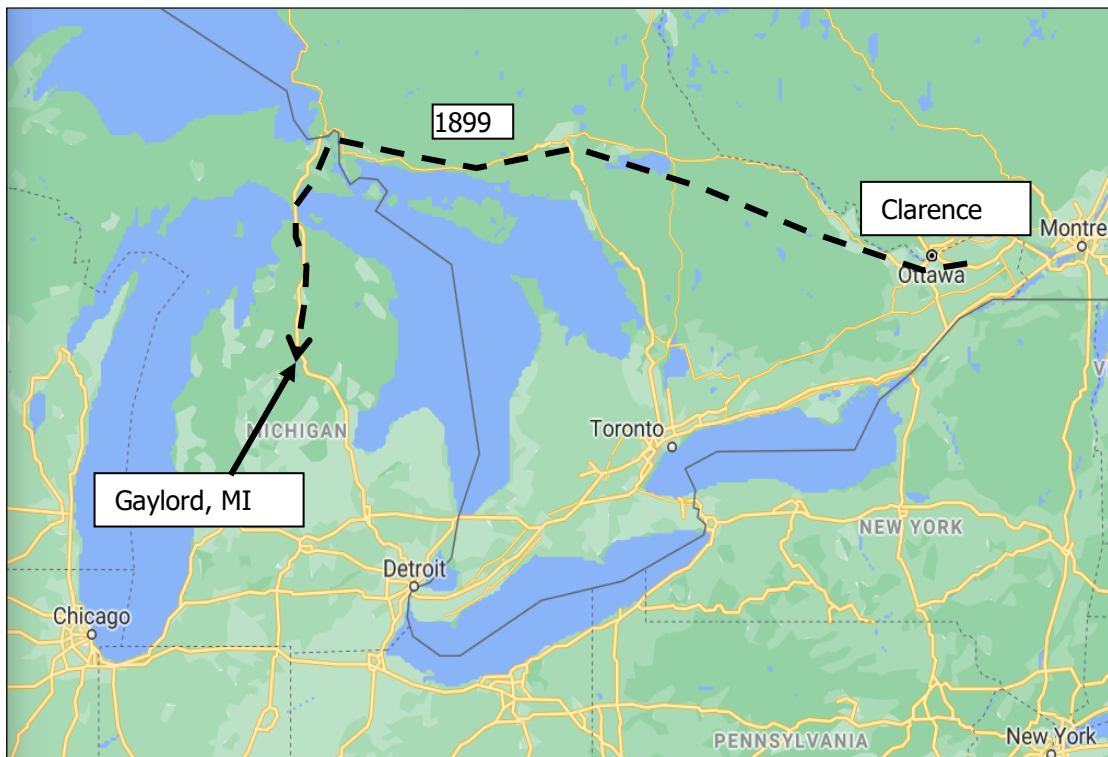 1899
Clarence
Montre
Ottawa
Toronto
MICHIGAN
Gaylord, MI
NEW YORK
Detroit
Chicago
V
PENNSYLVANIA
New York